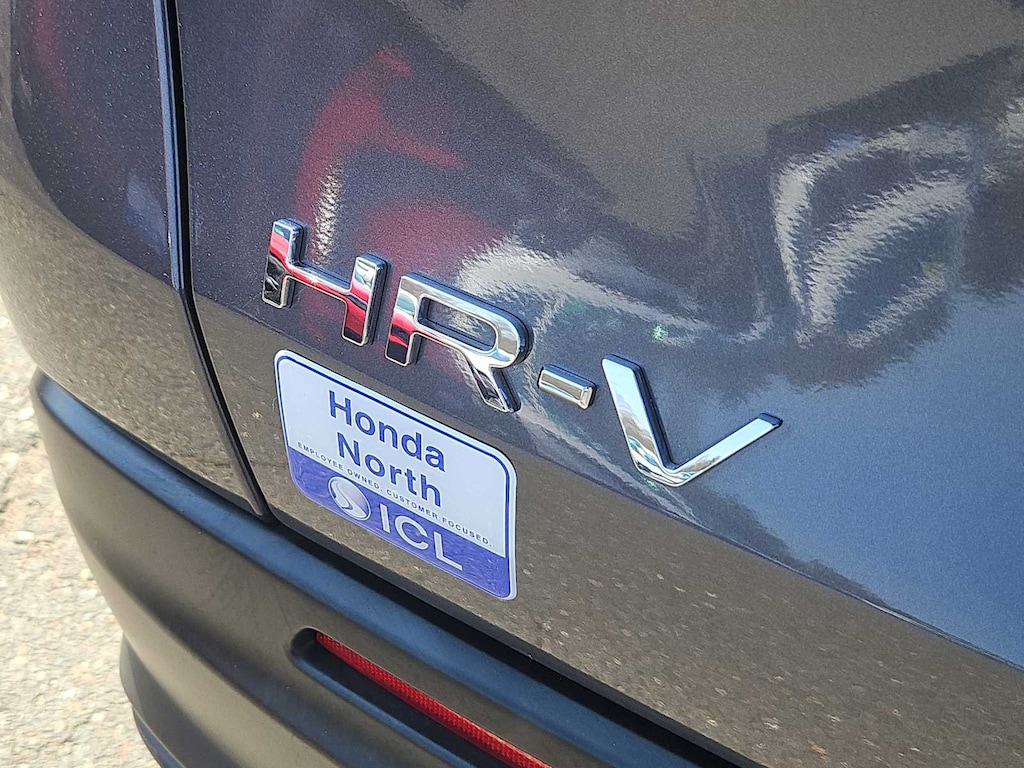 HR-V
Honda
North
EMPLOYEE OWNED. CUSTOMER FOCUSED.
ICL